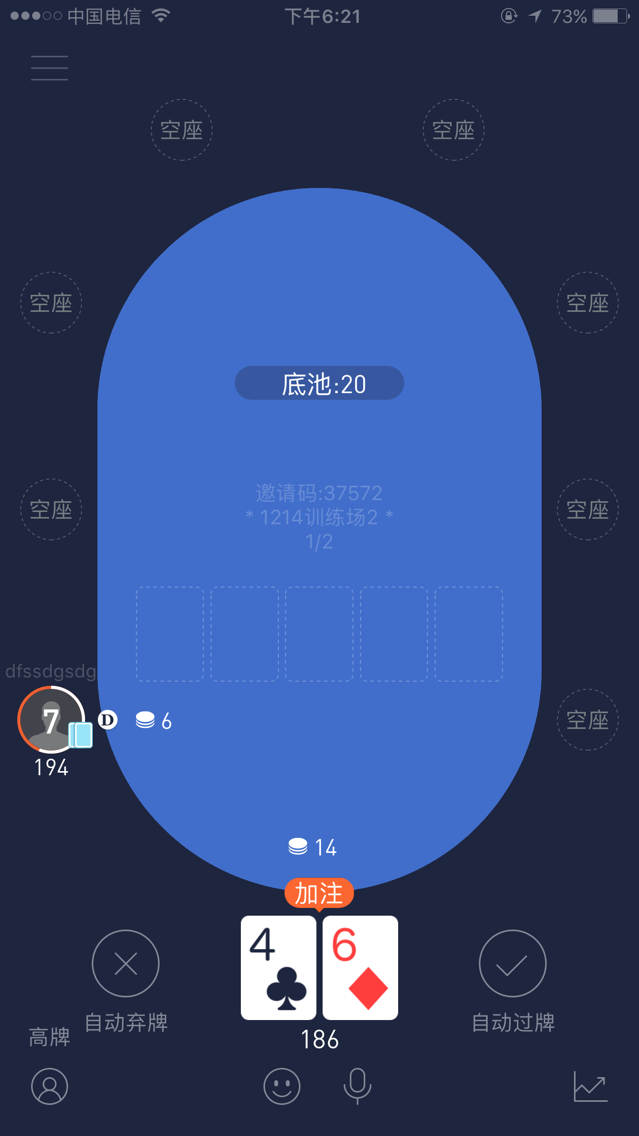 中国电信 下午6:21 73%
空座 空座
空座 空座
底池:20
邀请码:37572
* 1214训练场2 *
1/2
空座 空座
dfssdgsdg
7 D 6 空座
194
14
加注
4 6
自动弃牌 自动过牌
高牌 186